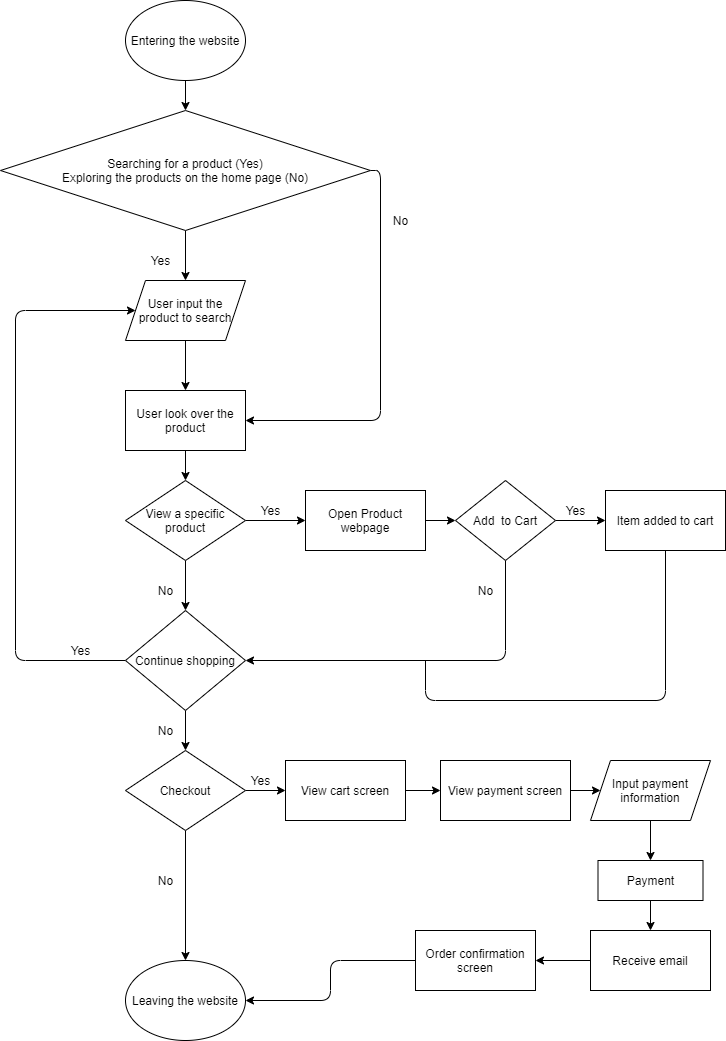 Entering the website
Searching for a product (Yes)
Exploring the products on the home page (No)
No
Yes
User input the
product to search
User look over the
product
View a specific
product
Yes
Open Product
webpage
Add to Cart
Yes
Item added to cart
No
No
Yes
Continue shopping
No
Checkout
Yes
View cart screen
View payment screen
Input payment
information
No
Payment
Order confirmation
screen
Receive email
Leaving the website